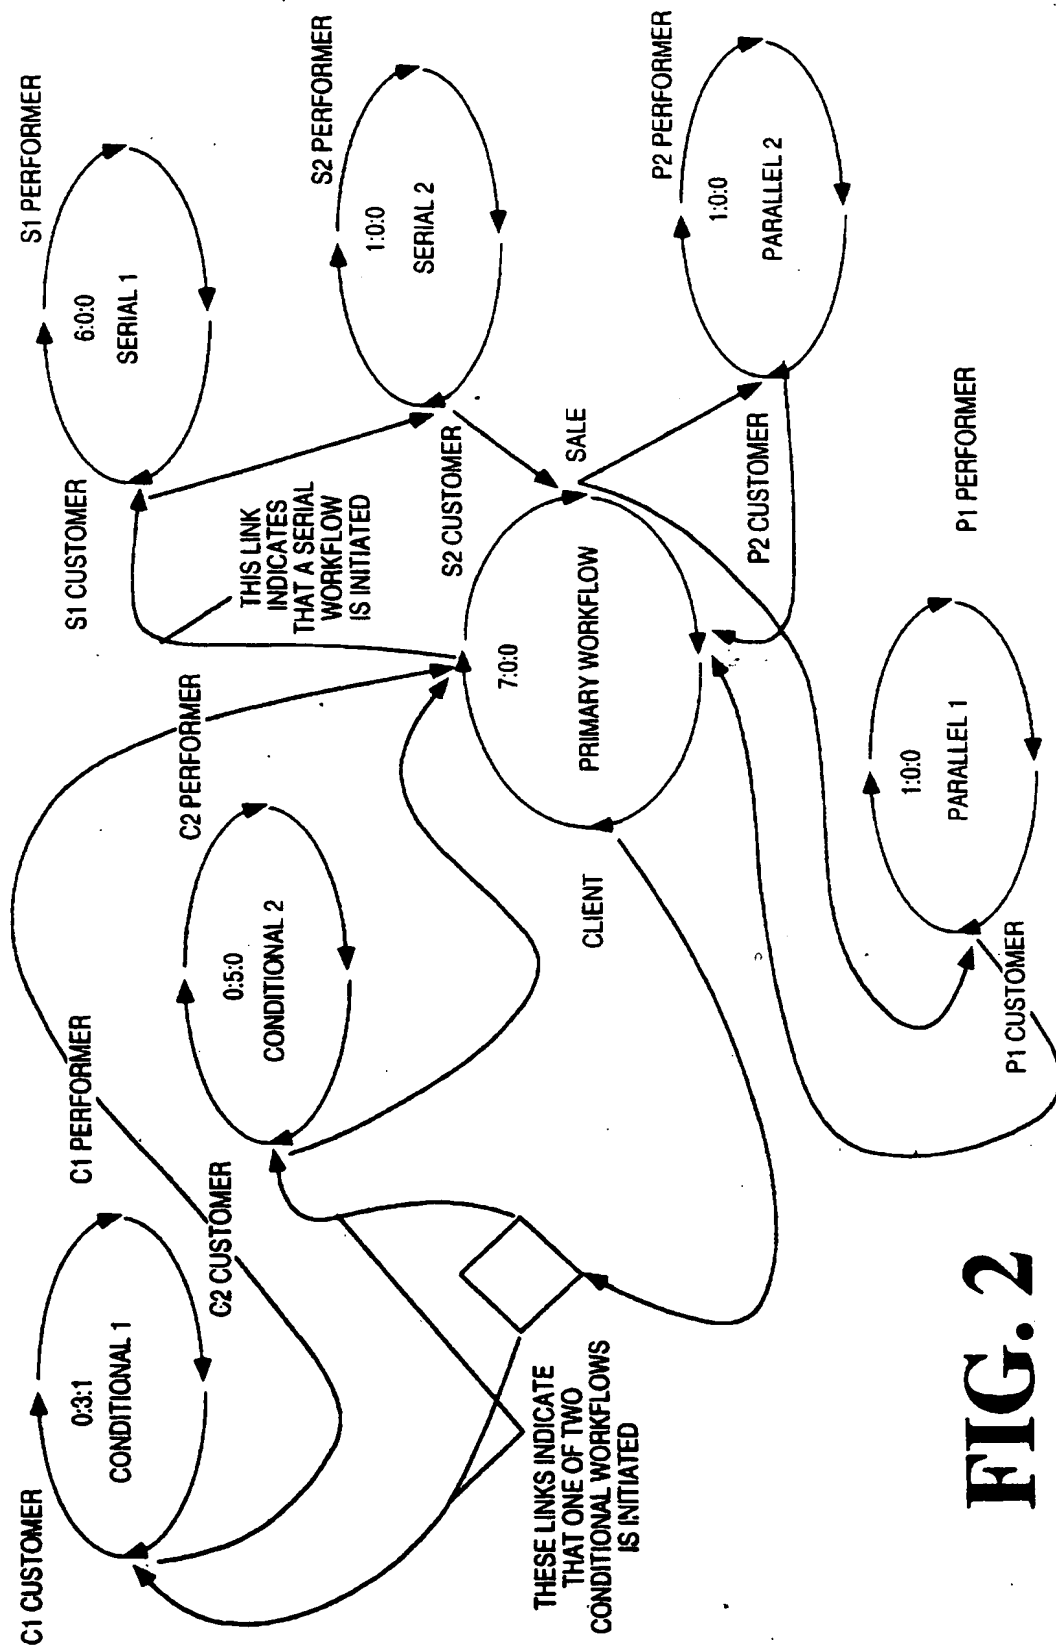 C1 CUSTOMER
0:3:1
CONDITIONAL 1
C1 PERFORMER
C2 CUSTOMER
0:5:0
CONDITIONAL 2
C2 PERFORMER
S1 CUSTOMER
6:0:0
SERIAL 1
S1 PERFORMER
THIS LINK
INDICATES
THAT A SERIAL
WORKFLOW
IS INITIATED
S2 CUSTOMER
1:0:0
SERIAL 2
S2 PERFORMER
THESE LINKS INDICATE
THAT ONE OF TWO
CONDITIONAL WORKFLOWS
IS INITIATED
CLIENT
7:0:0
PRIMARY WORKFLOW
SALE
P2 CUSTOMER
1:0:0
PARALLEL 2
P2 PERFORMER
P1 CUSTOMER
1:0:0
PARALLEL 1
P1 PERFORMER
FIG. 2